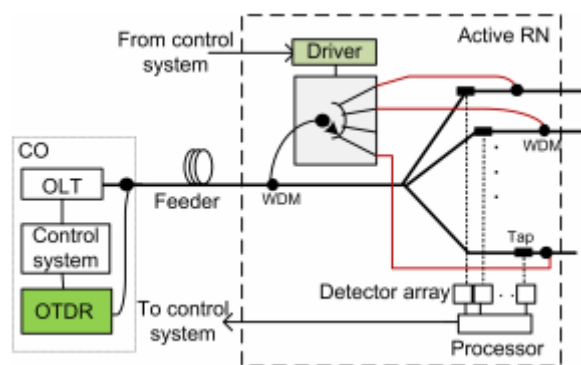 From control
system
Driver
Active RN
CO
OLT
Control
system
OTDR
Feeder
WDM
WDM
Tap
Detector array
To control
system
Processor